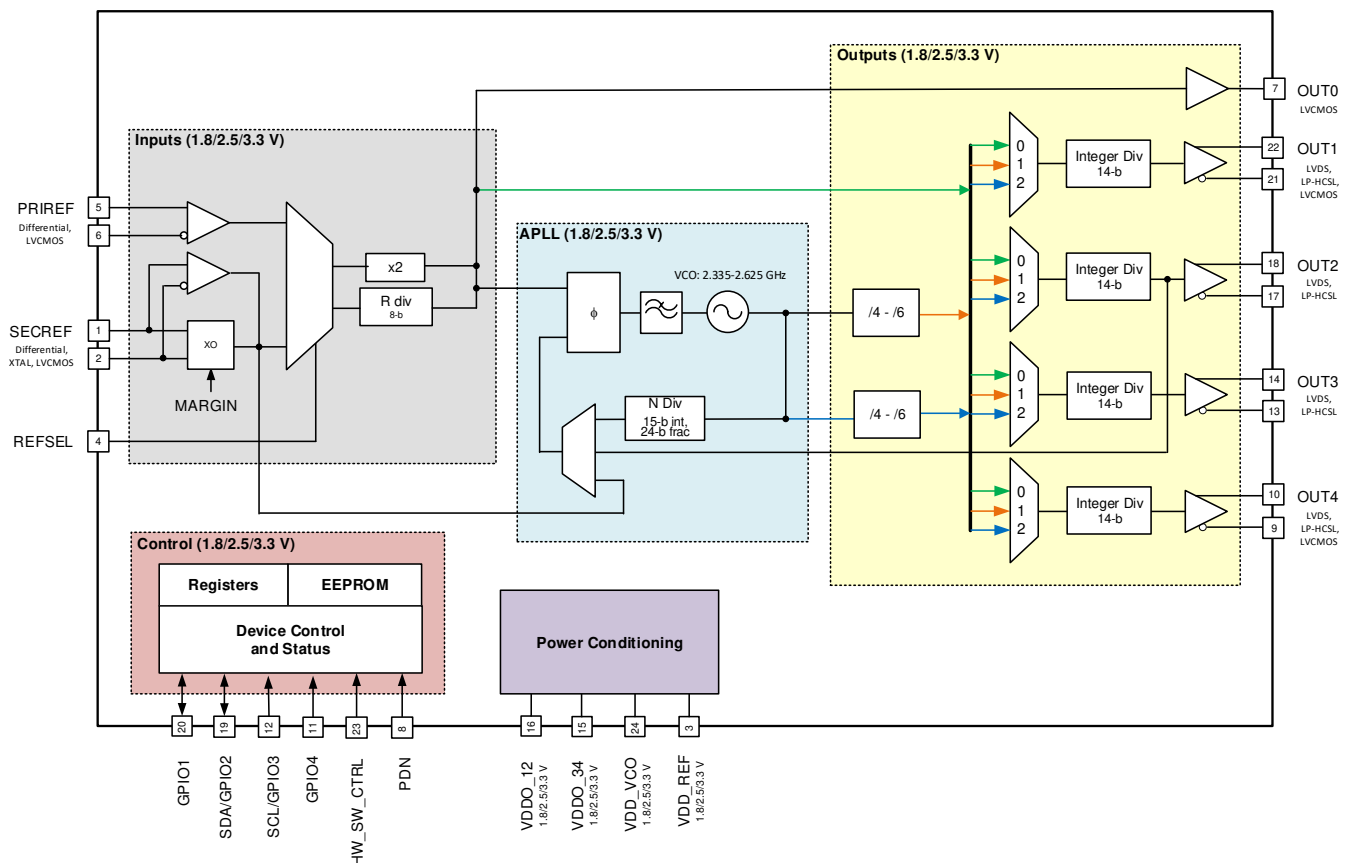 Outputs (1.8/2.5/3.3 V)
7
OUT0
LVCMOS
Inputs (1.8/2.5/3.3 V)
PRIREF
Differential,
LVCMOS
5
6
SECREF
Differential,
XTAL, LVCMOS
1
2
XO
MARGIN
REFSEL
4
x2
R div
8-b
APLL (1.8/2.5/3.3 V)
VCO: 2.335-2.625 GHz
ϕ
N Div
15-b int,
24-b frac
/4 - /6
/4 - /6
0
1
2
Integer Div
14-b
22
21
OUT1
LVDS,
LP-HCSL,
LVCMOS
0
1
2
Integer Div
14-b
18
17
OUT2
LVDS,
LP-HCSL
0
1
2
Integer Div
14-b
14
13
OUT3
LVDS,
LP-HCSL
0
1
2
Integer Div
14-b
10
9
OUT4
LVDS,
LP-HCSL,
LVCMOS
Control (1.8/2.5/3.3 V)
Registers
EEPROM
Device Control
and Status
20
19
12
11
23
8
GPIO1
SDA/GPIO2
SCL/GPIO3
GPIO4
HW_SW_CTRL
PDN
Power Conditioning
16
15
24
3
VDDO_12
1.8/2.5/3.3 V
VDDO_34
1.8/2.5/3.3 V
VDD_VCO
1.8/2.5/3.3 V
VDD_REF
1.8/2.5/3.3 V